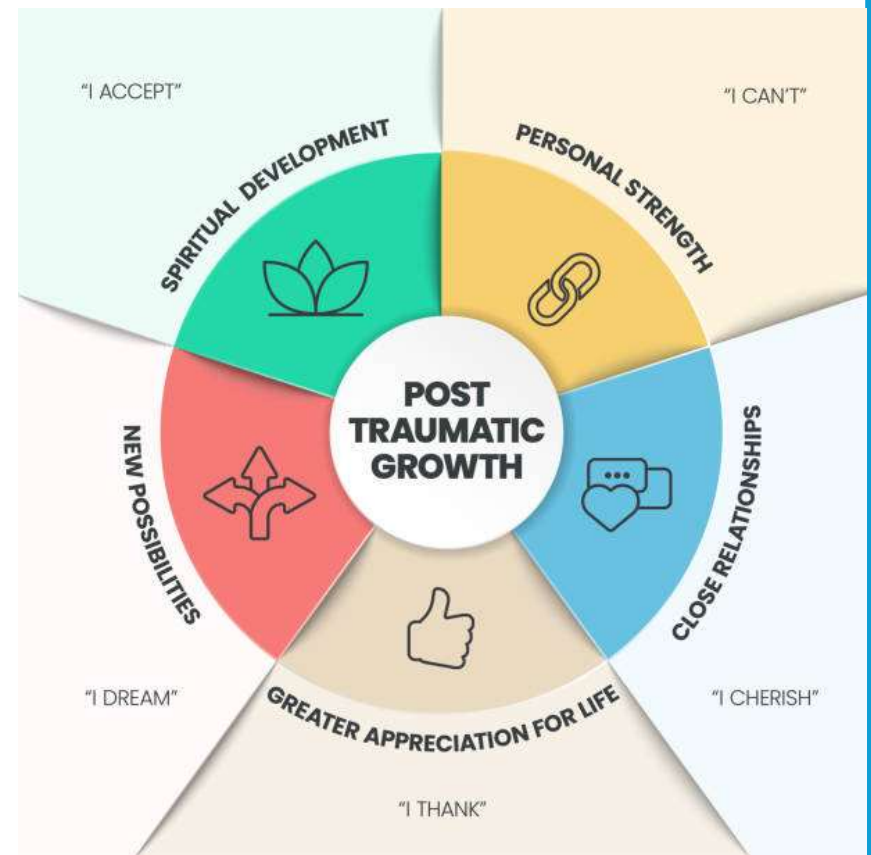 "I ACCEPT"
SPIRITUAL DEVELOPMENT
"I CAN'T"
PERSONAL STRENGTH
POST
TRAUMATIC
GROWTH
NEW POSSIBILITIES
"I DREAM"
CLOSE RELATIONSHIPS
"I CHERISH"
GREATER APPRECIATION FOR LIFE
"I THANK"